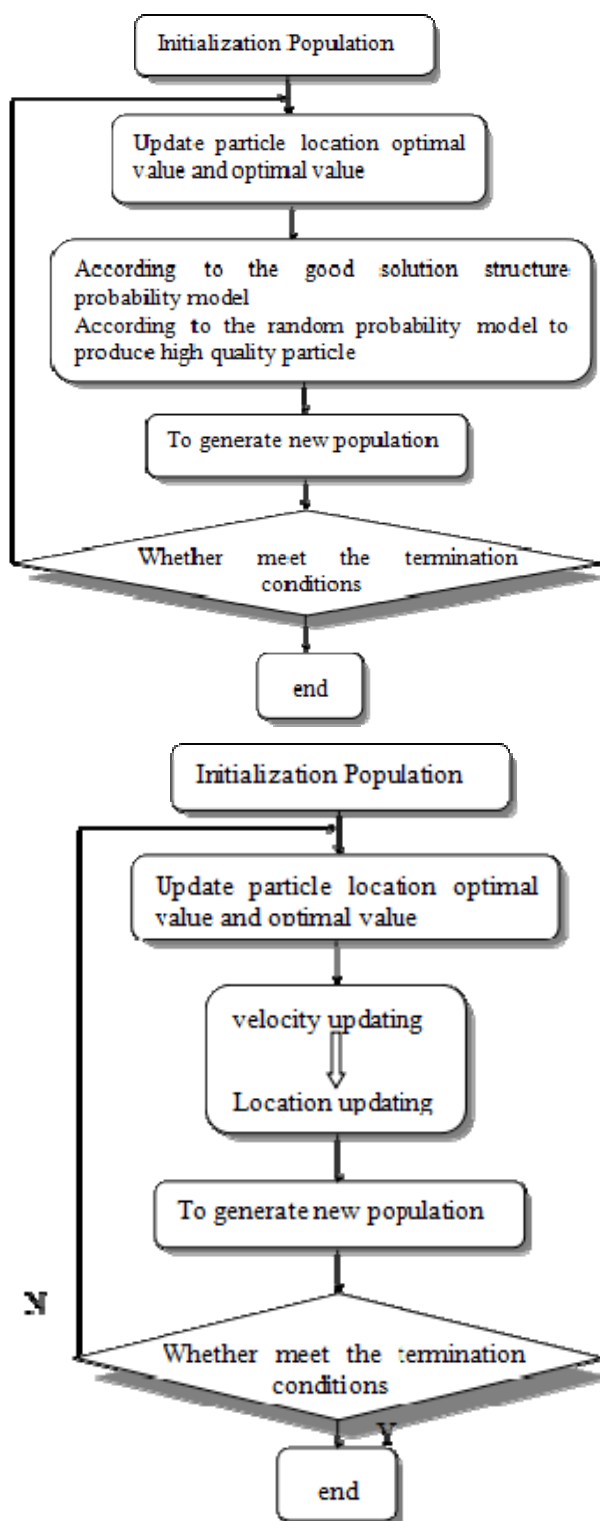 Initialization Population
Update particle location optimal
value and optimal value
According to the good solution structure
probability model
According to the random probability model to
produce high quality particle
To generate new population
Whether meet the termination
conditions
end
Initialization Population
Update particle location optimal
value and optimal value
velocity updating
Location updating
To generate new population
N
Whether meet the termination
conditions
Y
end